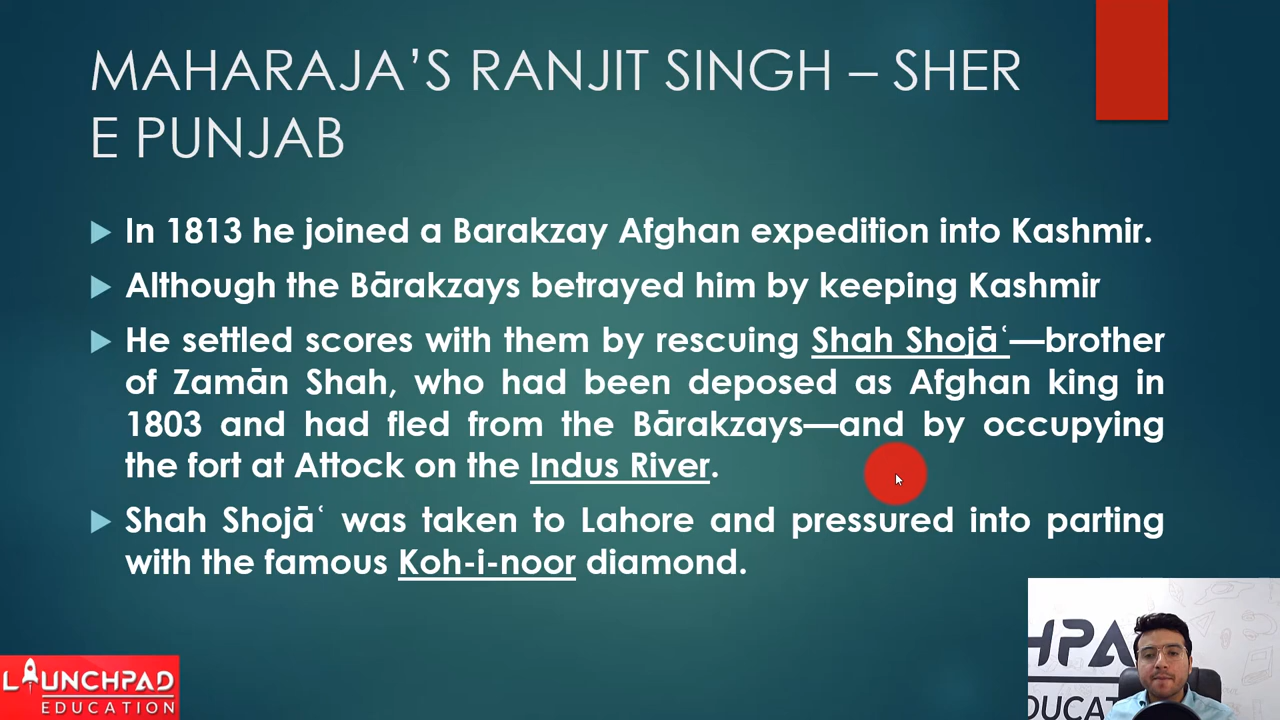 MAHARAJA’S RANJIT SINGH – SHER
E PUNJAB
In 1813 he joined a Barakzay Afghan expedition into Kashmir.
Although the Bārakzays betrayed him by keeping Kashmir
He settled scores with them by rescuing Shah Shojāʿ—brother
of Zamān Shah, who had been deposed as Afghan king in
1803 and had fled from the Bārakzays—and by occupying
the fort at Attock on the Indus River.
Shah Shojāʿ was taken to Lahore and pressured into parting
with the famous Koh-i-noor diamond.
HPA
OUCAT
LAUNCHPAD
EDUCATION